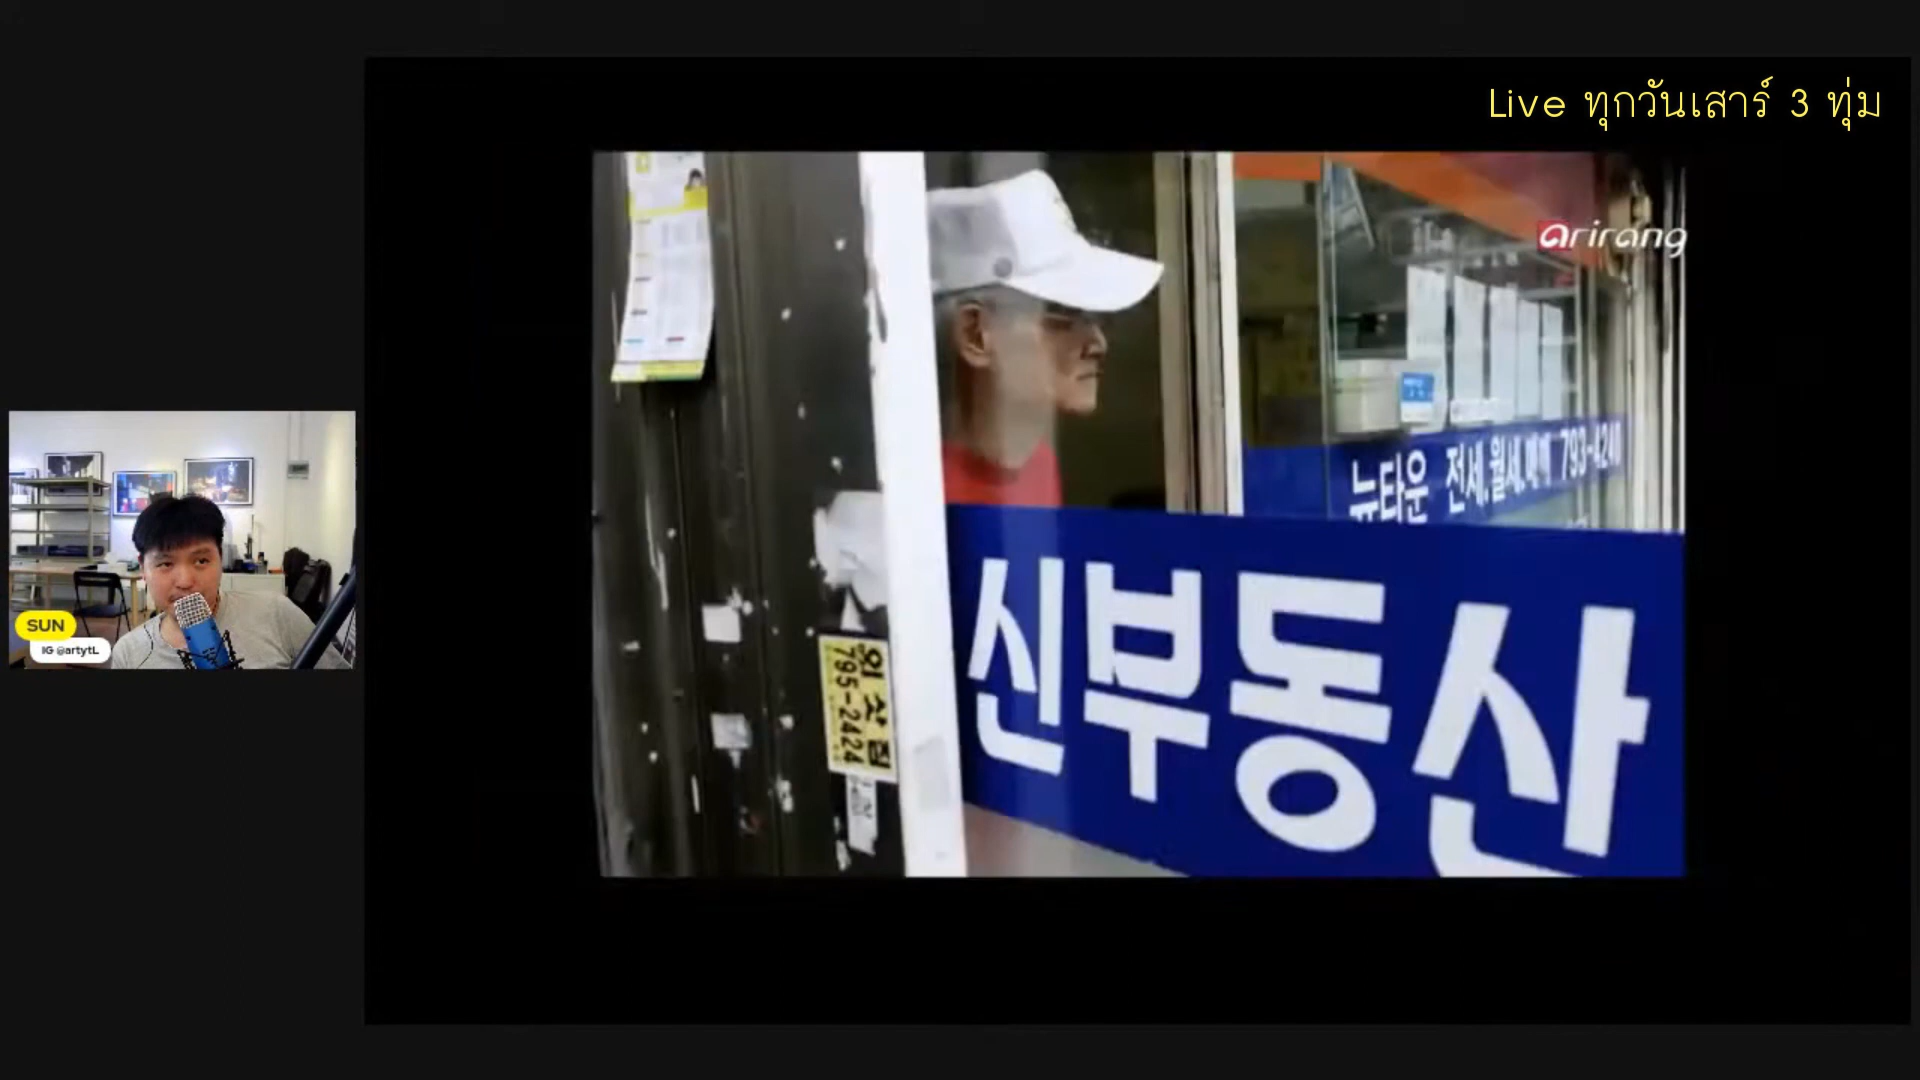 Live ทุกวันเสาร์ 3 ทุ่ม
arirang
뉴타운 전세.월세.매매 793-4240
신부동산
795-2424
SUN
IG @artytL